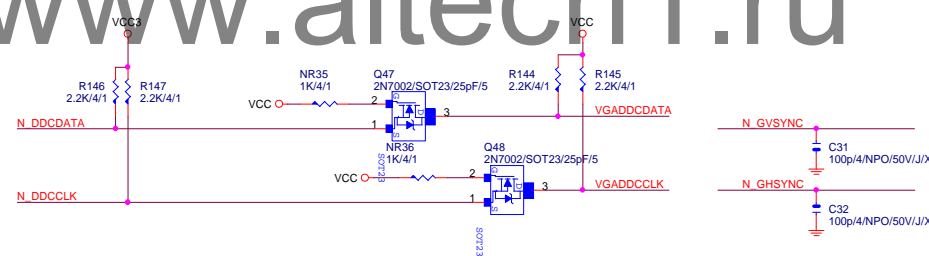 www.aitech1.ru
VCC3
VCC
R146
2.2K/4/1
R147
2.2K/4/1
NR35
1K/4/1
VCC
Q47
2N7002/SOT23/25pF/5
R144
2.2K/4/1
R145
2.2K/4/1
2
G
D
S
1
3
SOT23
N_DDCDATA
VGADDCDATA
N_GVSYNC
C31
100p/4/NPO/50V/J/X
NR36
1K/4/1
VCC
Q48
2N7002/SOT23/25pF/5
2
G
D
S
1
3
SOT23
N_DDCCLK
VGADDCCLK
N_GHSYNC
C32
100p/4/NPO/50V/J/X